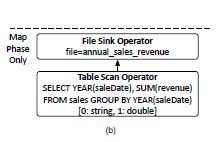 Map
Phase
Only
File Sink Operator
file=annual_sales_revenue
Table Scan Operator
SELECT YEAR(saleDate), SUM(revenue)
FROM sales GROUP BY YEAR(saleDate)
[0: string, 1: double]
(b)